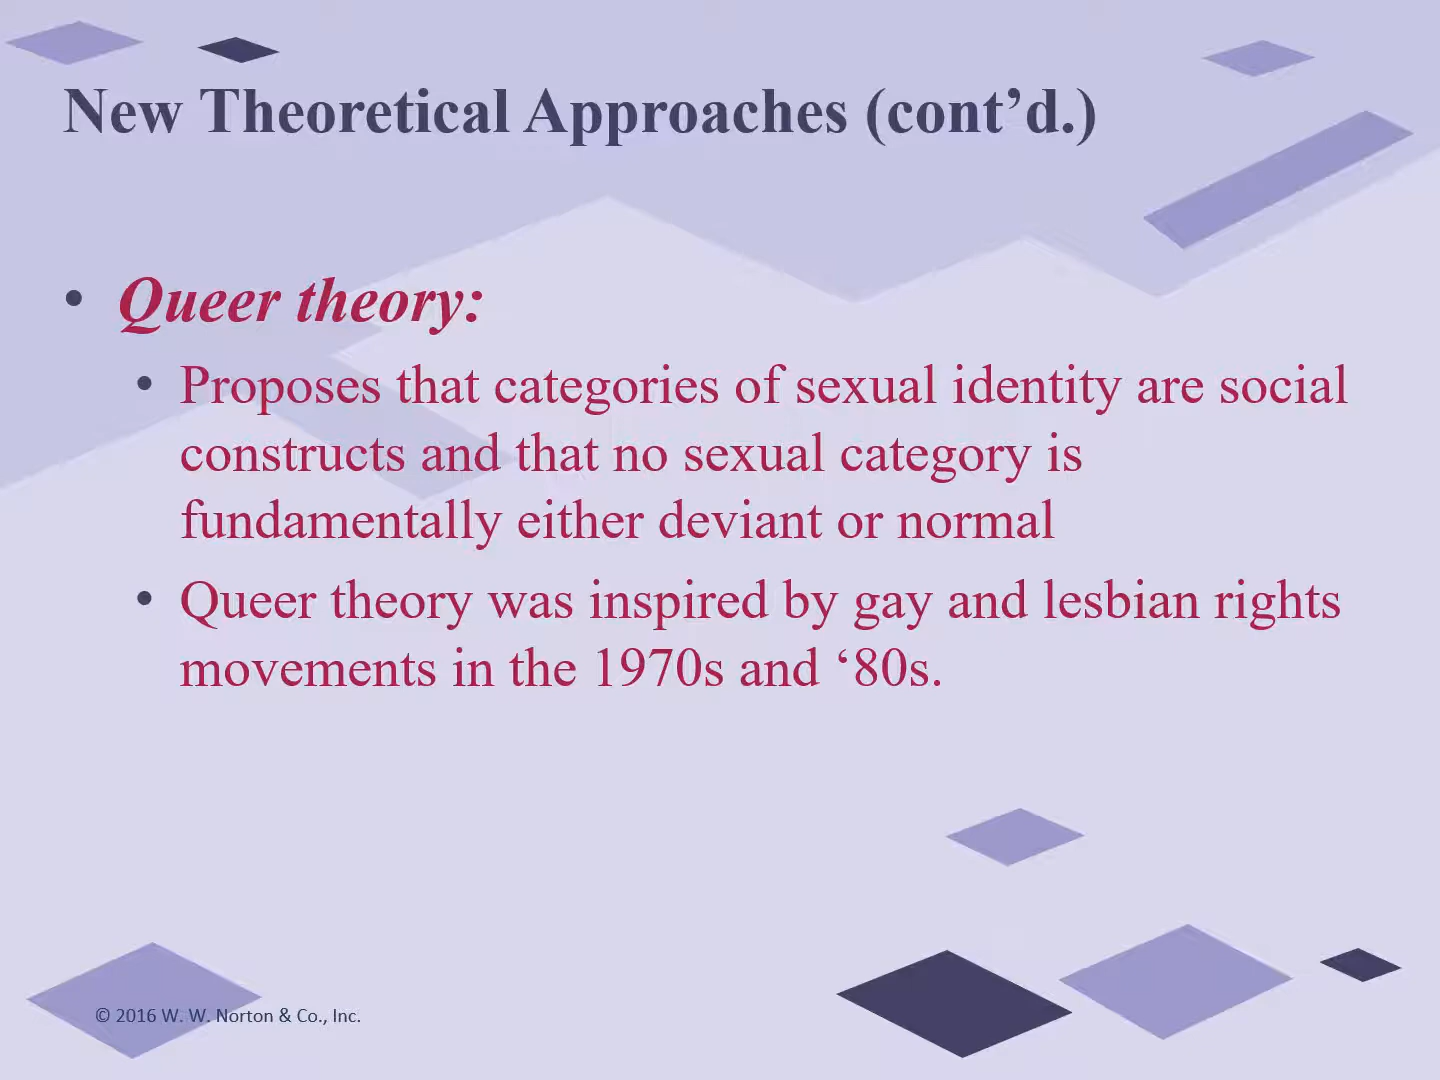 New Theoretical Approaches (cont’d.)
• Queer theory:
• Proposes that categories of sexual identity are social
constructs and that no sexual category is
fundamentally either deviant or normal
• Queer theory was inspired by gay and lesbian rights
movements in the 1970s and ‘80s.
© 2016 W. W. Norton & Co., Inc.